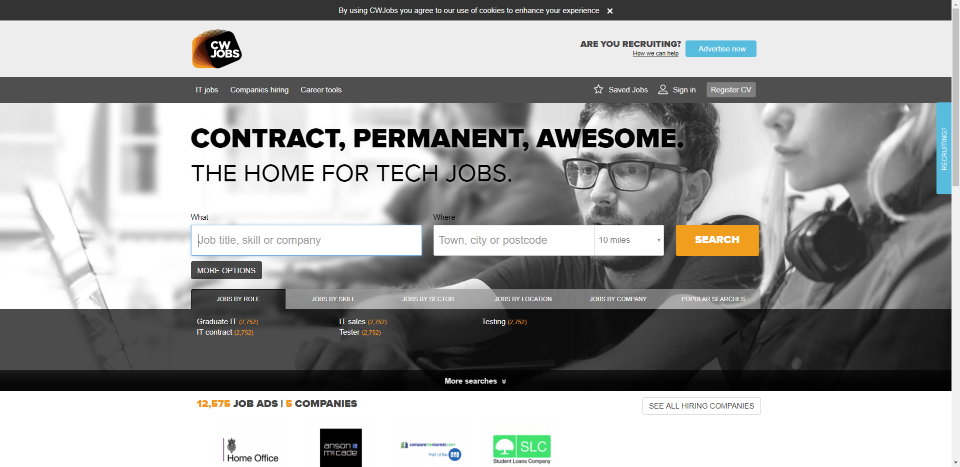 By using CWJobs you agree to our use of cookies to enhance your experience ×
CW
JOBS
ARE YOU RECRUITING?
How we can help
Advertise now
IT jobs Companies hiring Career tools
Saved Jobs Sign in Register CV
RECRUITING?
CONTRACT, PERMANENT, AWESOME.
THE HOME FOR TECH JOBS.
What Where
Job title, skill or company Town, city or postcode 10 miles SEARCH
MORE OPTIONS
JOBS BY ROLE JOBS BY SKILL JOBS BY SECTOR JOBS BY LOCATION JOBS BY COMPANY POPULAR SEARCHES
Graduate IT (2,752) IT sales (2,752) Testing (2,752)
IT contract (2,752) Tester (2,752)
More searches
12,575 JOB ADS | 5 COMPANIES SEE ALL HIRING COMPANIES
Home Office
anson
mccade
comparethemarket.com
Part of the
SLC
Student Loans Company